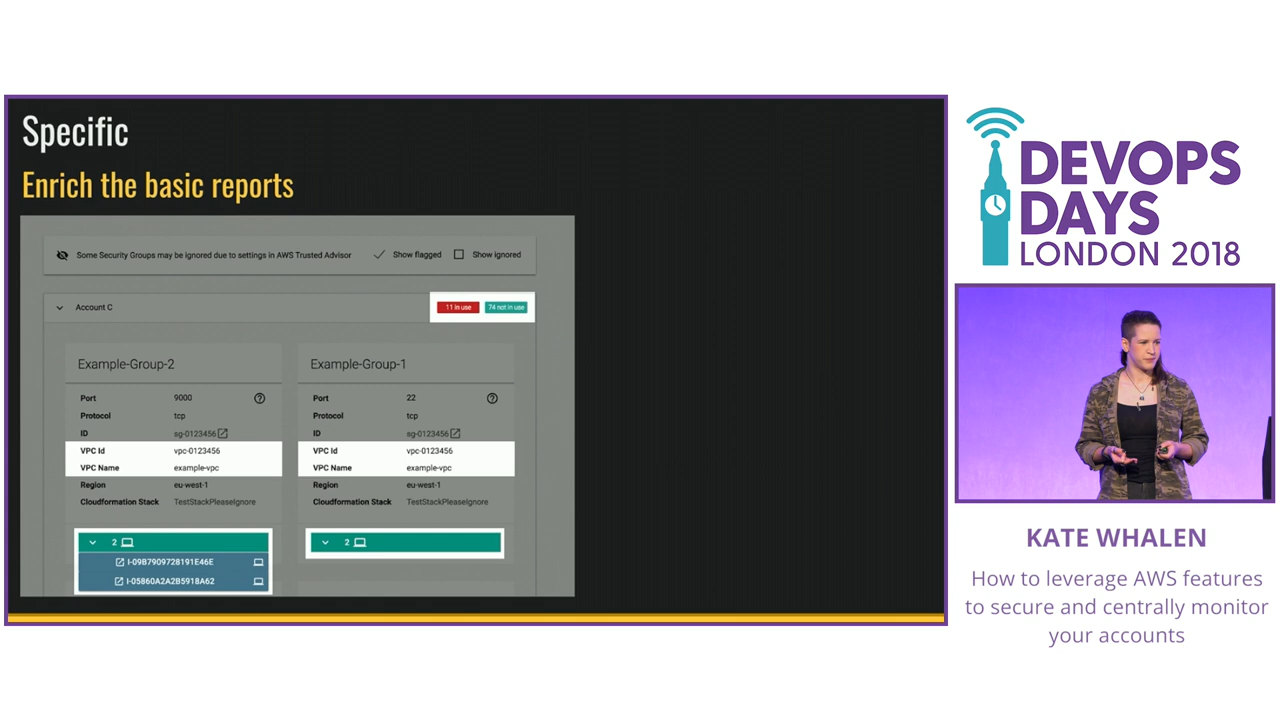 Specific
Enrich the basic reports
Some Security Groups may be ignored due to settings in AWS Trusted Advisor Show flagged Show ignored
Account C 11 in use 74 not in use
Example-Group-2
Port 9000
Protocol tcp
ID sg-0123456
VPC Id vpc-0123456
VPC Name example-vpc
Region eu-west-1
Cloudformation Stack TestStackPleaseIgnore
2
I-09B7909728191E46E
I-05860A2A2B5918A62
Example-Group-1
Port 22
Protocol tcp
ID sg-0123456
VPC Id vpc-0123456
VPC Name example-vpc
Region eu-west-1
Cloudformation Stack TestStackPleaseIgnore
2
DEVOPS
DAYS
LONDON 2018
KATE WHALEN
How to leverage AWS features
to secure and centrally monitor
your accounts